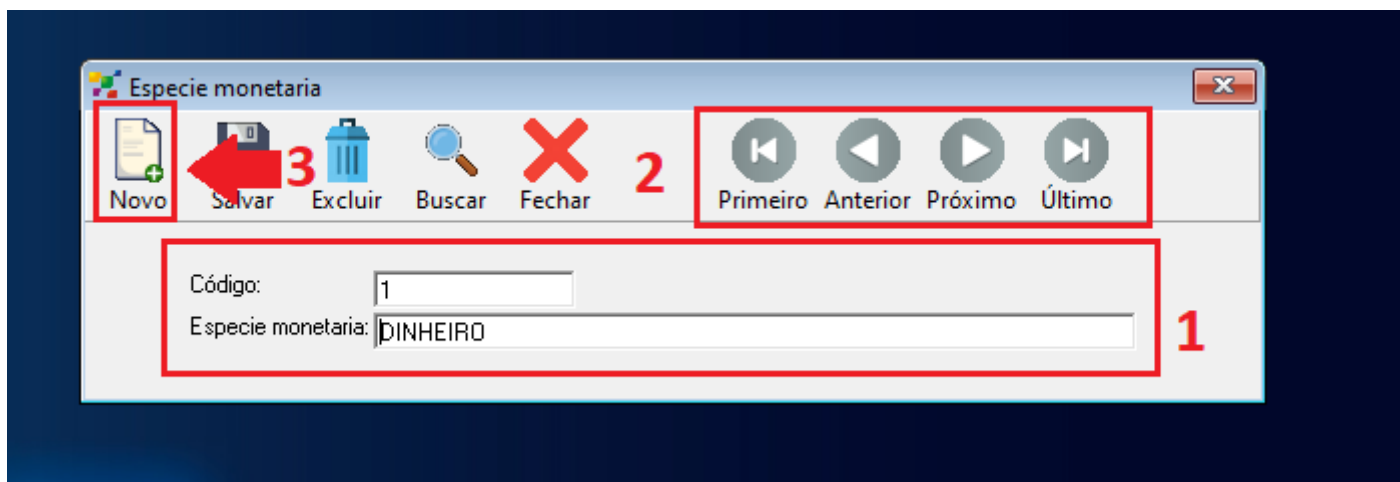 Especie monetaria
3
2
Novo Salvar Excluir Buscar Fechar Primeiro Anterior Próximo Último
Código: 1
Especie monetaria: DINHEIRO
1